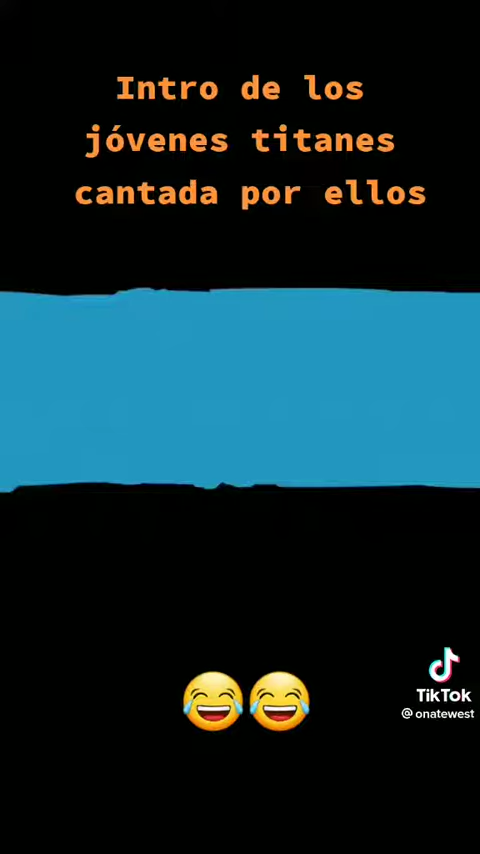 Intro de los
jóvenes titanes
cantada por ellos
TikTok
@onatewest